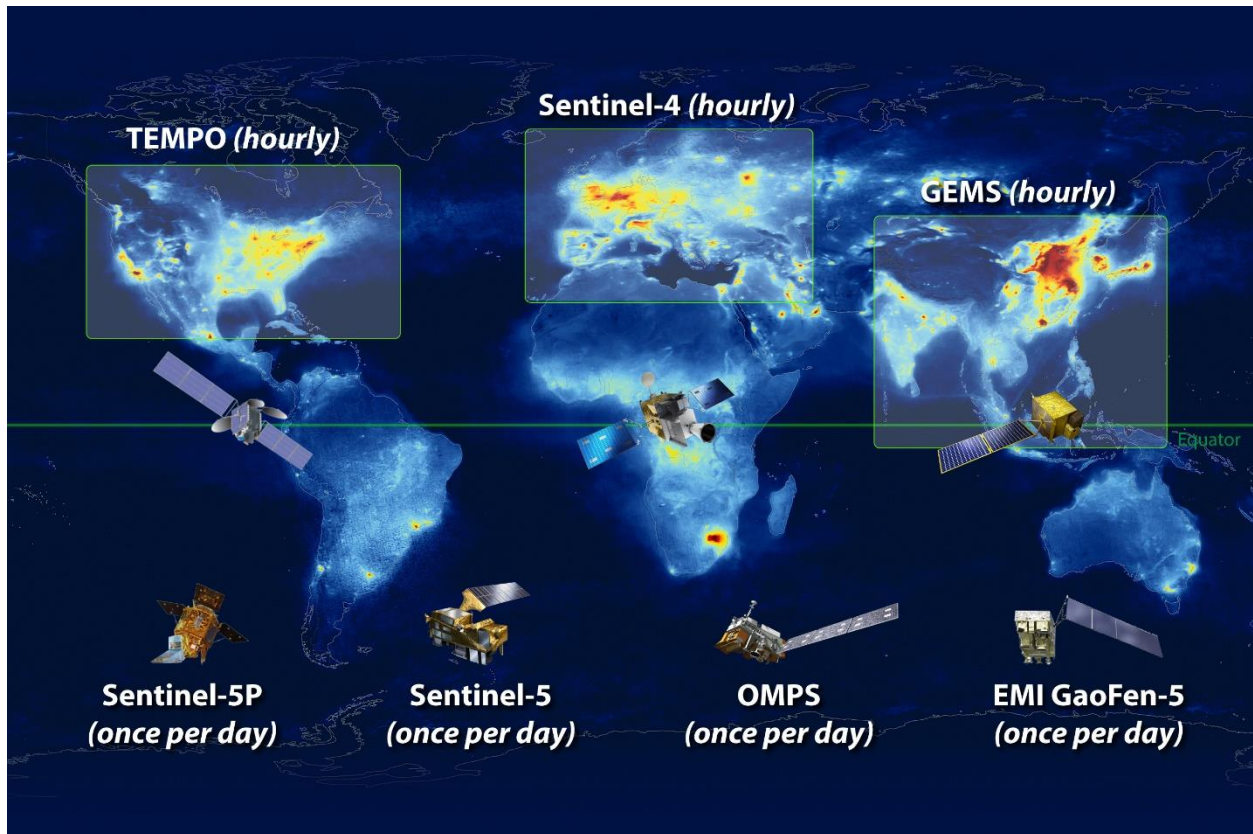 Sentinel-4 (hourly)
TEMPO (hourly)
GEMS (hourly)
Equator
Sentinel-5P
(once per day)
Sentinel-5
(once per day)
OMPS
(once per day)
EMI GaoFen-5
(once per day)